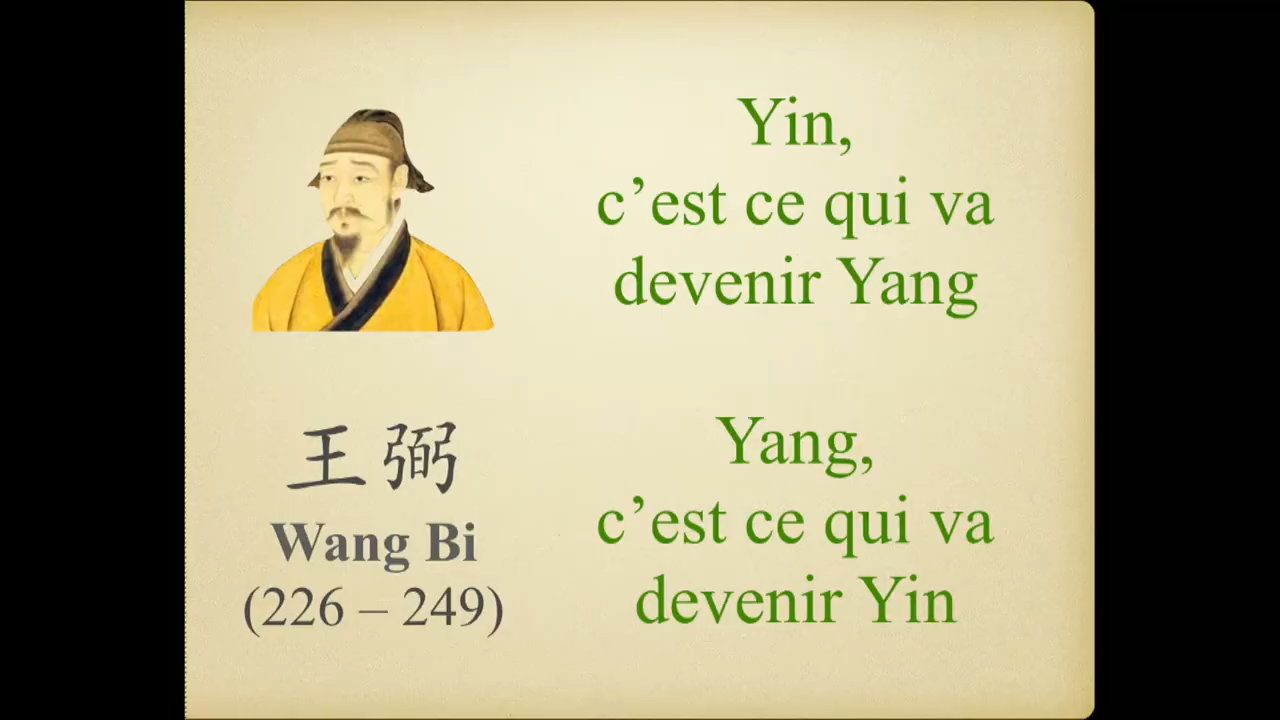 王弼
Wang Bi
(226 – 249)
Yin,
c’est ce qui va
devenir Yang
Yang,
c’est ce qui va
devenir Yin